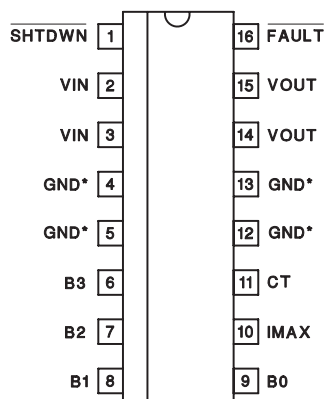 SHTDWN 1 16 FAULT
VIN 2 15 VOUT
VIN 3 14 VOUT
GND* 4 13 GND*
GND* 5 12 GND*
B3 6 11 CT
B2 7 10 IMAX
B1 8 9 B0